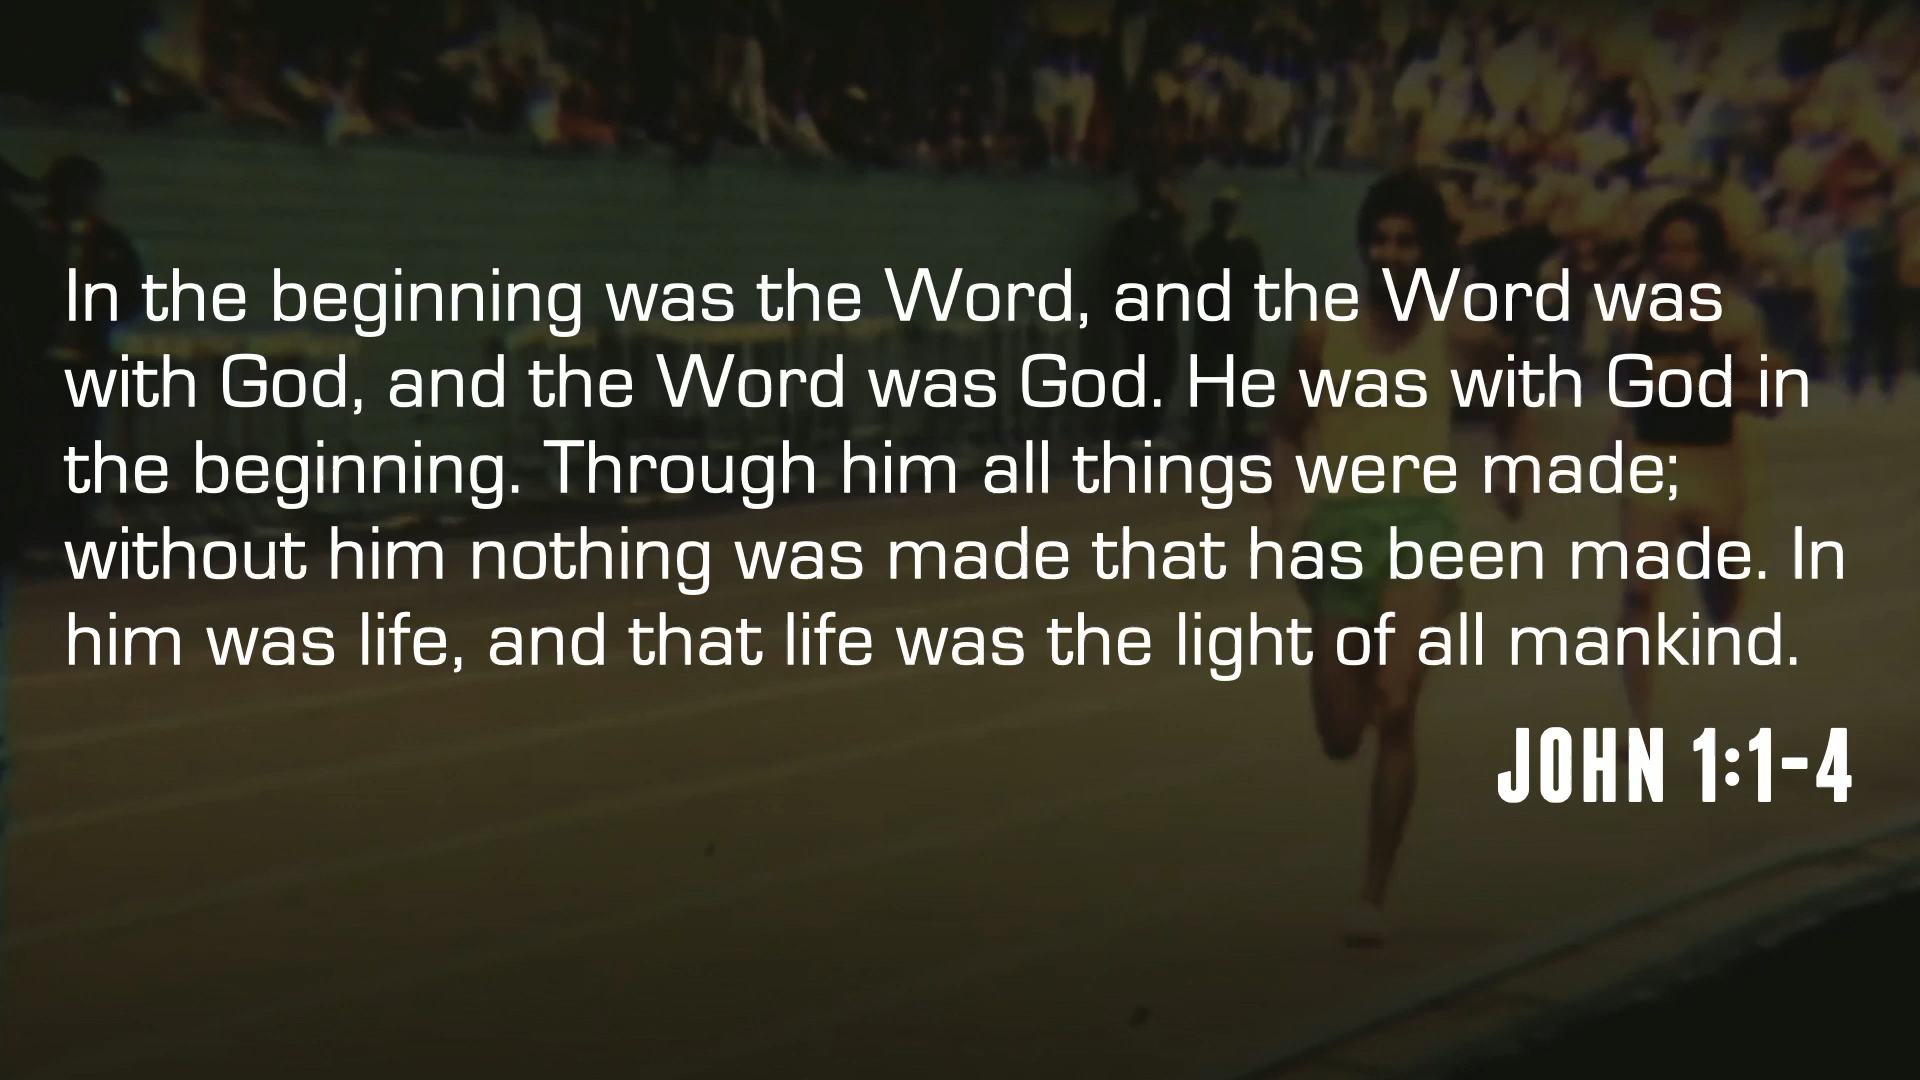 In the beginning was the Word, and the Word was
with God, and the Word was God. He was with God in
the beginning. Through him all things were made;
without him nothing was made that has been made. In
him was life, and that life was the light of all mankind.
JOHN 1:1-4